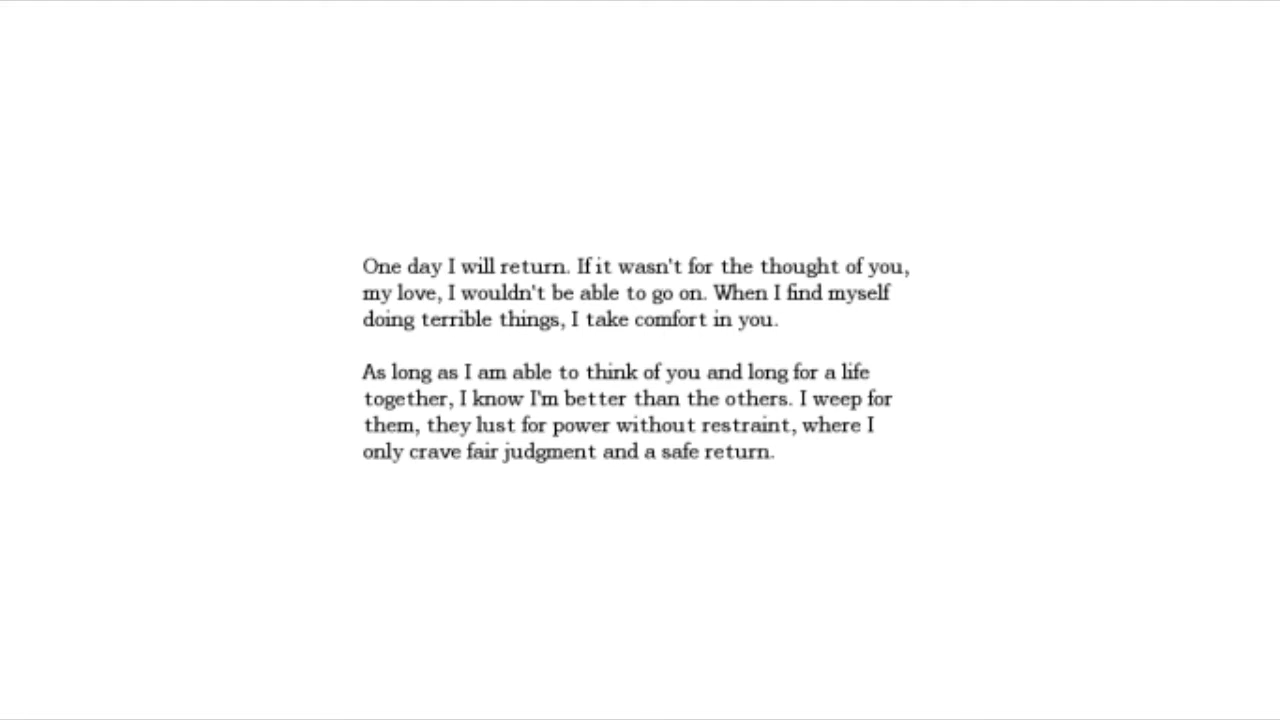 One day I will return. If it wasn't for the thought of you,
my love, I wouldn't be able to go on. When I find myself
doing terrible things, I take comfort in you.
As long as I am able to think of you and long for a life
together, I know I'm better than the others. I weep for
them, they lust for power without restraint, where I
only crave fair judgment and a safe return.